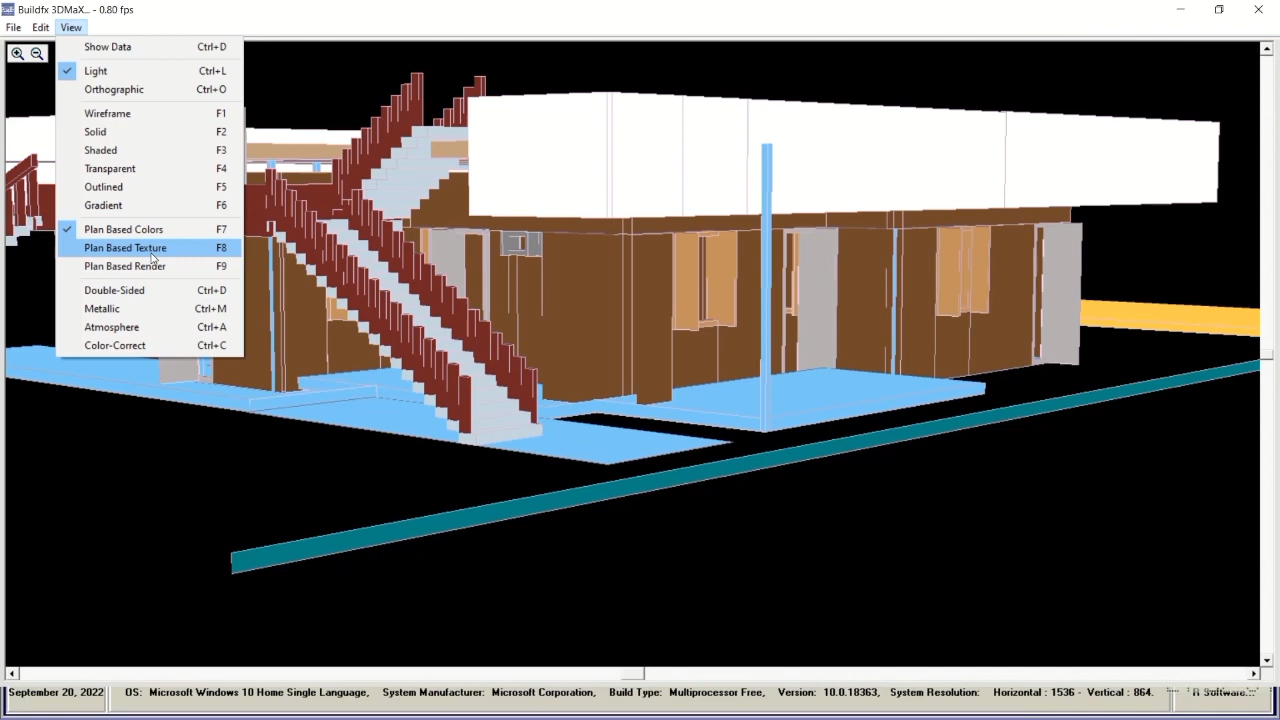 Buildfx 3DMaX... - 0.80 fps
File Edit View
Show Data Ctrl+D
Light Ctrl+L
Orthographic Ctrl+O
Wireframe F1
Solid F2
Shaded F3
Transparent F4
Outlined F5
Gradient F6
Plan Based Colors F7
Plan Based Texture F8
Plan Based Render F9
Double-Sided Ctrl+D
Metallic Ctrl+M
Atmosphere Ctrl+A
Color-Correct Ctrl+C
September 20, 2022 OS: Microsoft Windows 10 Home Single Language, System Manufacturer: Microsoft Corporation, Build Type: Multiprocessor Free, Version: 10.0.18363, System Resolution: Horizontal : 1536 - Vertical : 864.